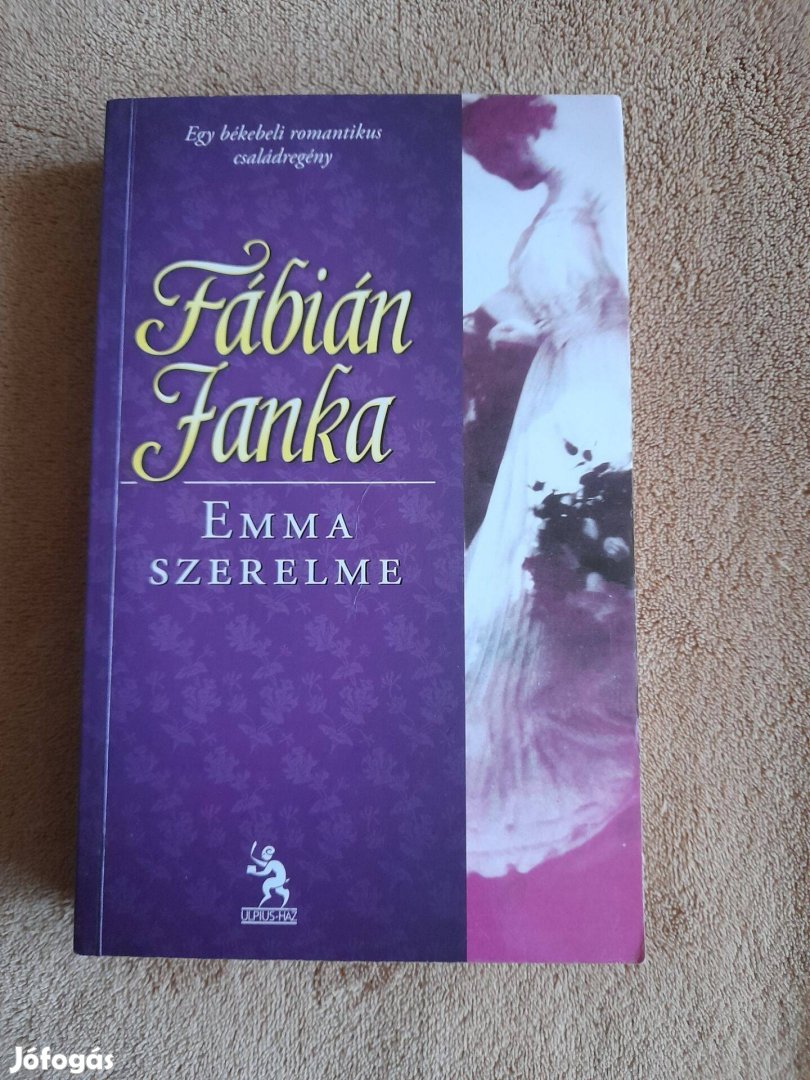 Egy békebeli romantikus
családregény
Fábián
Janka
EMMA
SZERELME
ULPIUS-HÁZ
Jófogás